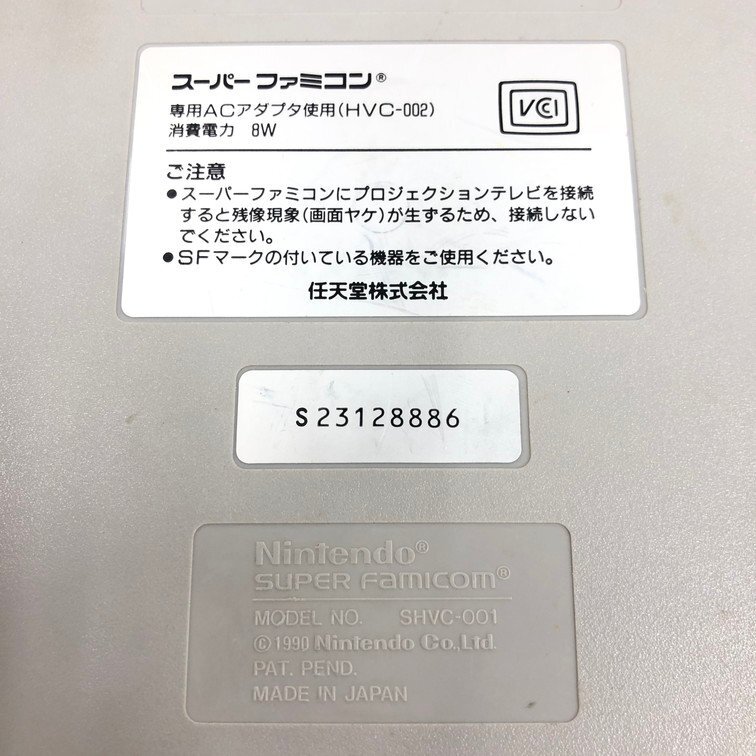 スーパーファミコン®
専用ACアダプタ使用(HVC-002)
消費電力 8W
VCI
ご注意
●スーパーファミコンにプロジェクションテレビを接続
すると残像現象(画面ヤケ)が生ずるため、接続しない
でください。
●SFマークの付いている機器をご使用ください。
任天堂株式会社
S23128886
Nintendo®
SUPER FAMICOM®
MODEL NO. SHVC-001
©1990 Nintendo Co.,Ltd.
PAT. PEND.
MADE IN JAPAN